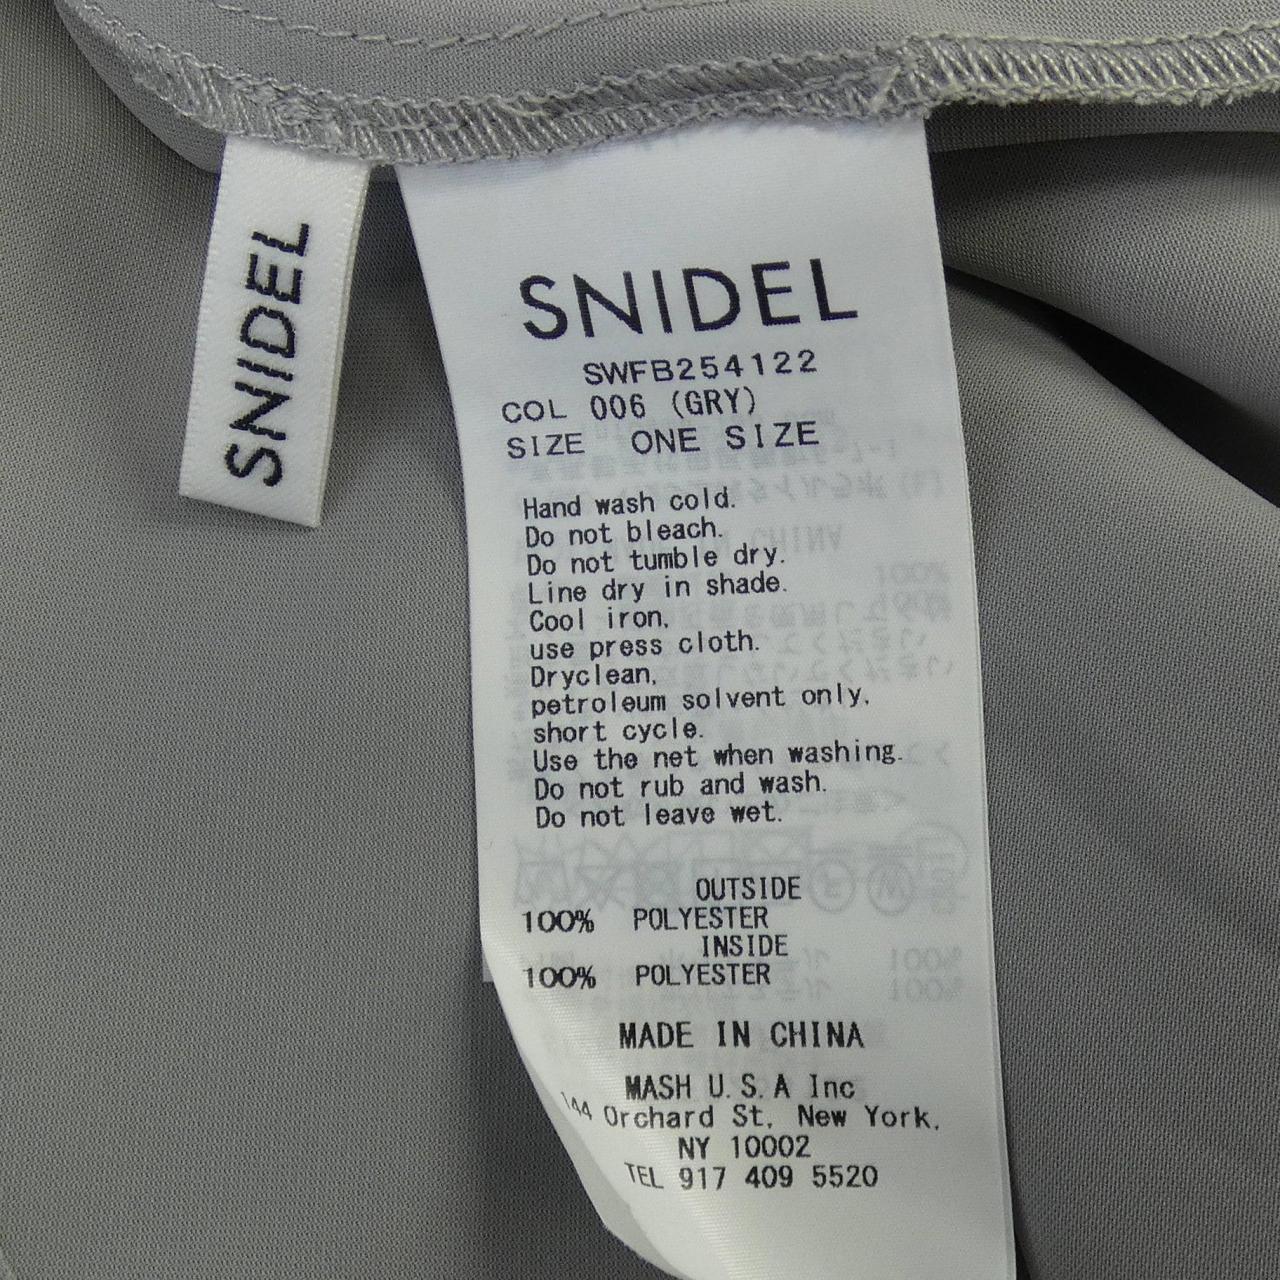 SNIDEL
SNIDEL
SWFB254122
COL 006 (GRY)
SIZE ONE SIZE
Hand wash cold.
Do not bleach.
Do not tumble dry.
Line dry in shade.
Cool iron,
use press cloth.
Dryclean,
petroleum solvent only,
short cycle.
Use the net when washing.
Do not rub and wash.
Do not leave wet.
OUTSIDE
100% POLYESTER
INSIDE
100% POLYESTER
MADE IN CHINA
MASH U.S.A Inc
144 Orchard St, New York,
NY 10002
TEL 917 409 5520